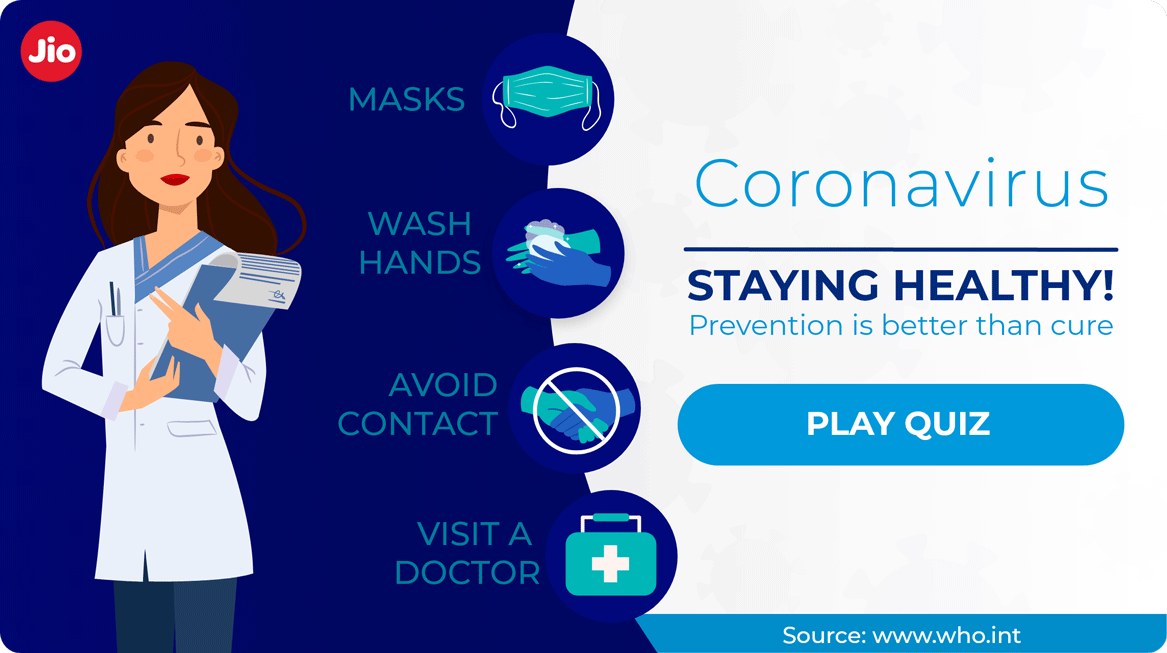 Jio
MASKS
WASH
HANDS
AVOID
CONTACT
VISIT A
DOCTOR
Coronavirus
STAYING HEALTHY!
Prevention is better than cure
PLAY QUIZ
Source: www.who.int